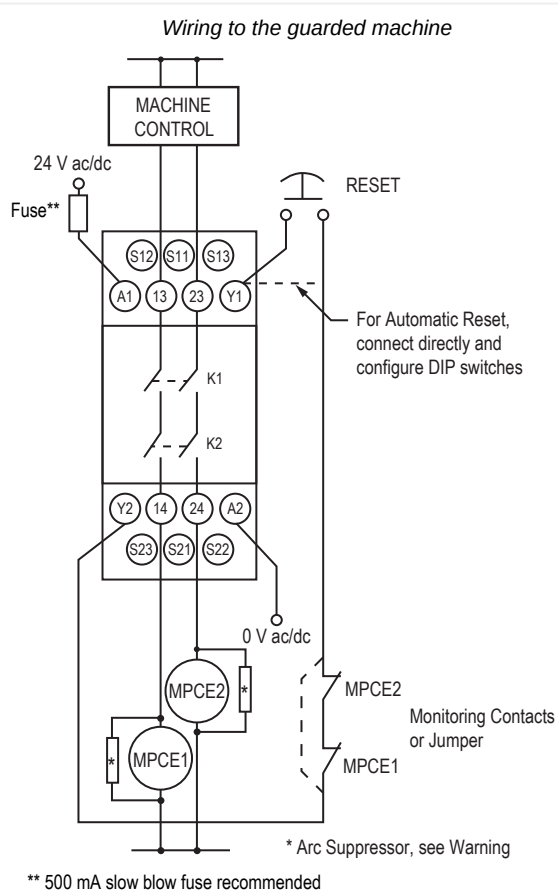 Wiring to the guarded machine
MACHINE
CONTROL
24 V ac/dc
Fuse**
RESET
S12 S11 S13
A1 13 23 Y1
For Automatic Reset,
connect directly and
configure DIP switches
K1
K2
Y2 14 24 A2
S23 S21 S22
0 V ac/dc
MPCE2
*
MPCE2
Monitoring Contacts
or Jumper
*
MPCE1
MPCE1
* Arc Suppressor, see Warning
** 500 mA slow blow fuse recommended